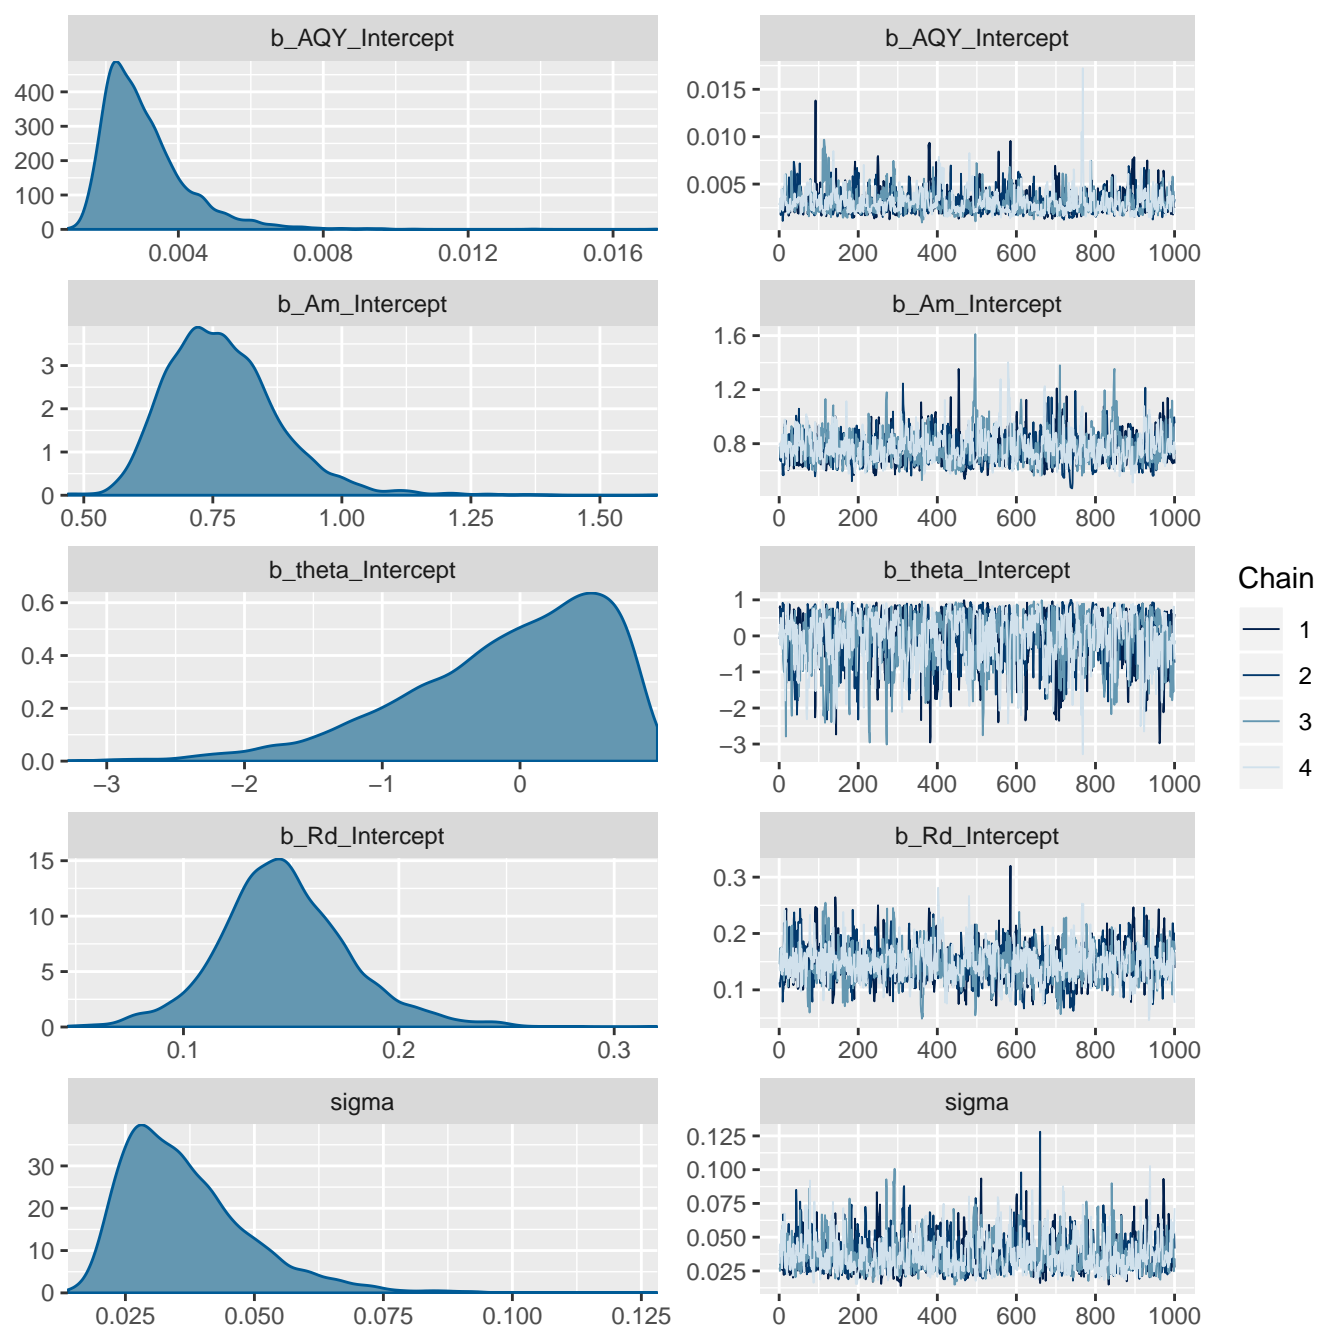 b_AQY_Intercept
400
300
200
100
0
0.004 0.008 0.012 0.016
b_AQY_Intercept
0.015
0.010
0.005
0 200 400 600 800 1000
b_Am_Intercept
3
2
1
0
0.50 0.75 1.00 1.25 1.50
b_Am_Intercept
1.6
1.2
0.8
0 200 400 600 800 1000
b_theta_Intercept
0.6
0.4
0.2
0.0
−3 −2 −1 0
b_theta_Intercept
1
0
−1
−2
−3
0 200 400 600 800 1000
b_Rd_Intercept
15
10
5
0
0.1 0.2 0.3
b_Rd_Intercept
0.3
0.2
0.1
0 200 400 600 800 1000
sigma
30
20
10
0
0.025 0.050 0.075 0.100 0.125
sigma
0.125
0.100
0.075
0.050
0.025
0 200 400 600 800 1000
Chain
1
2
3
4